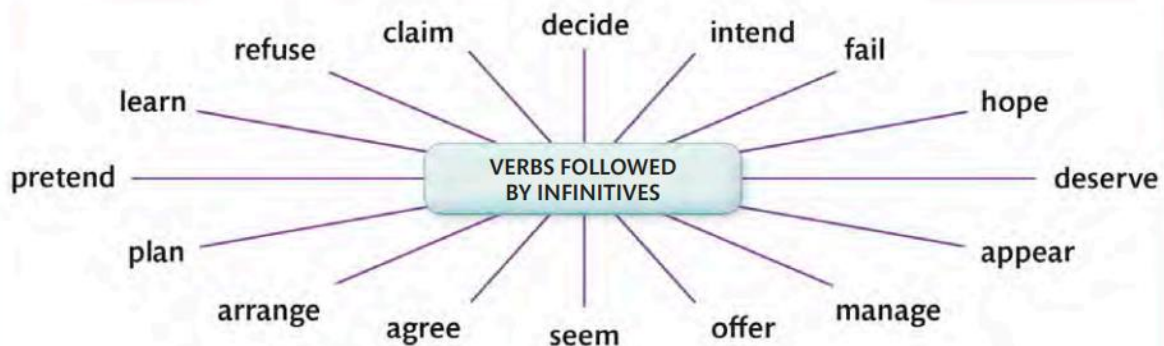 decide
claim
intend
refuse
fail
learn
hope
VERBS FOLLOWED
BY INFINITIVES
pretend
deserve
plan
appear
arrange
manage
agree
offer
seem